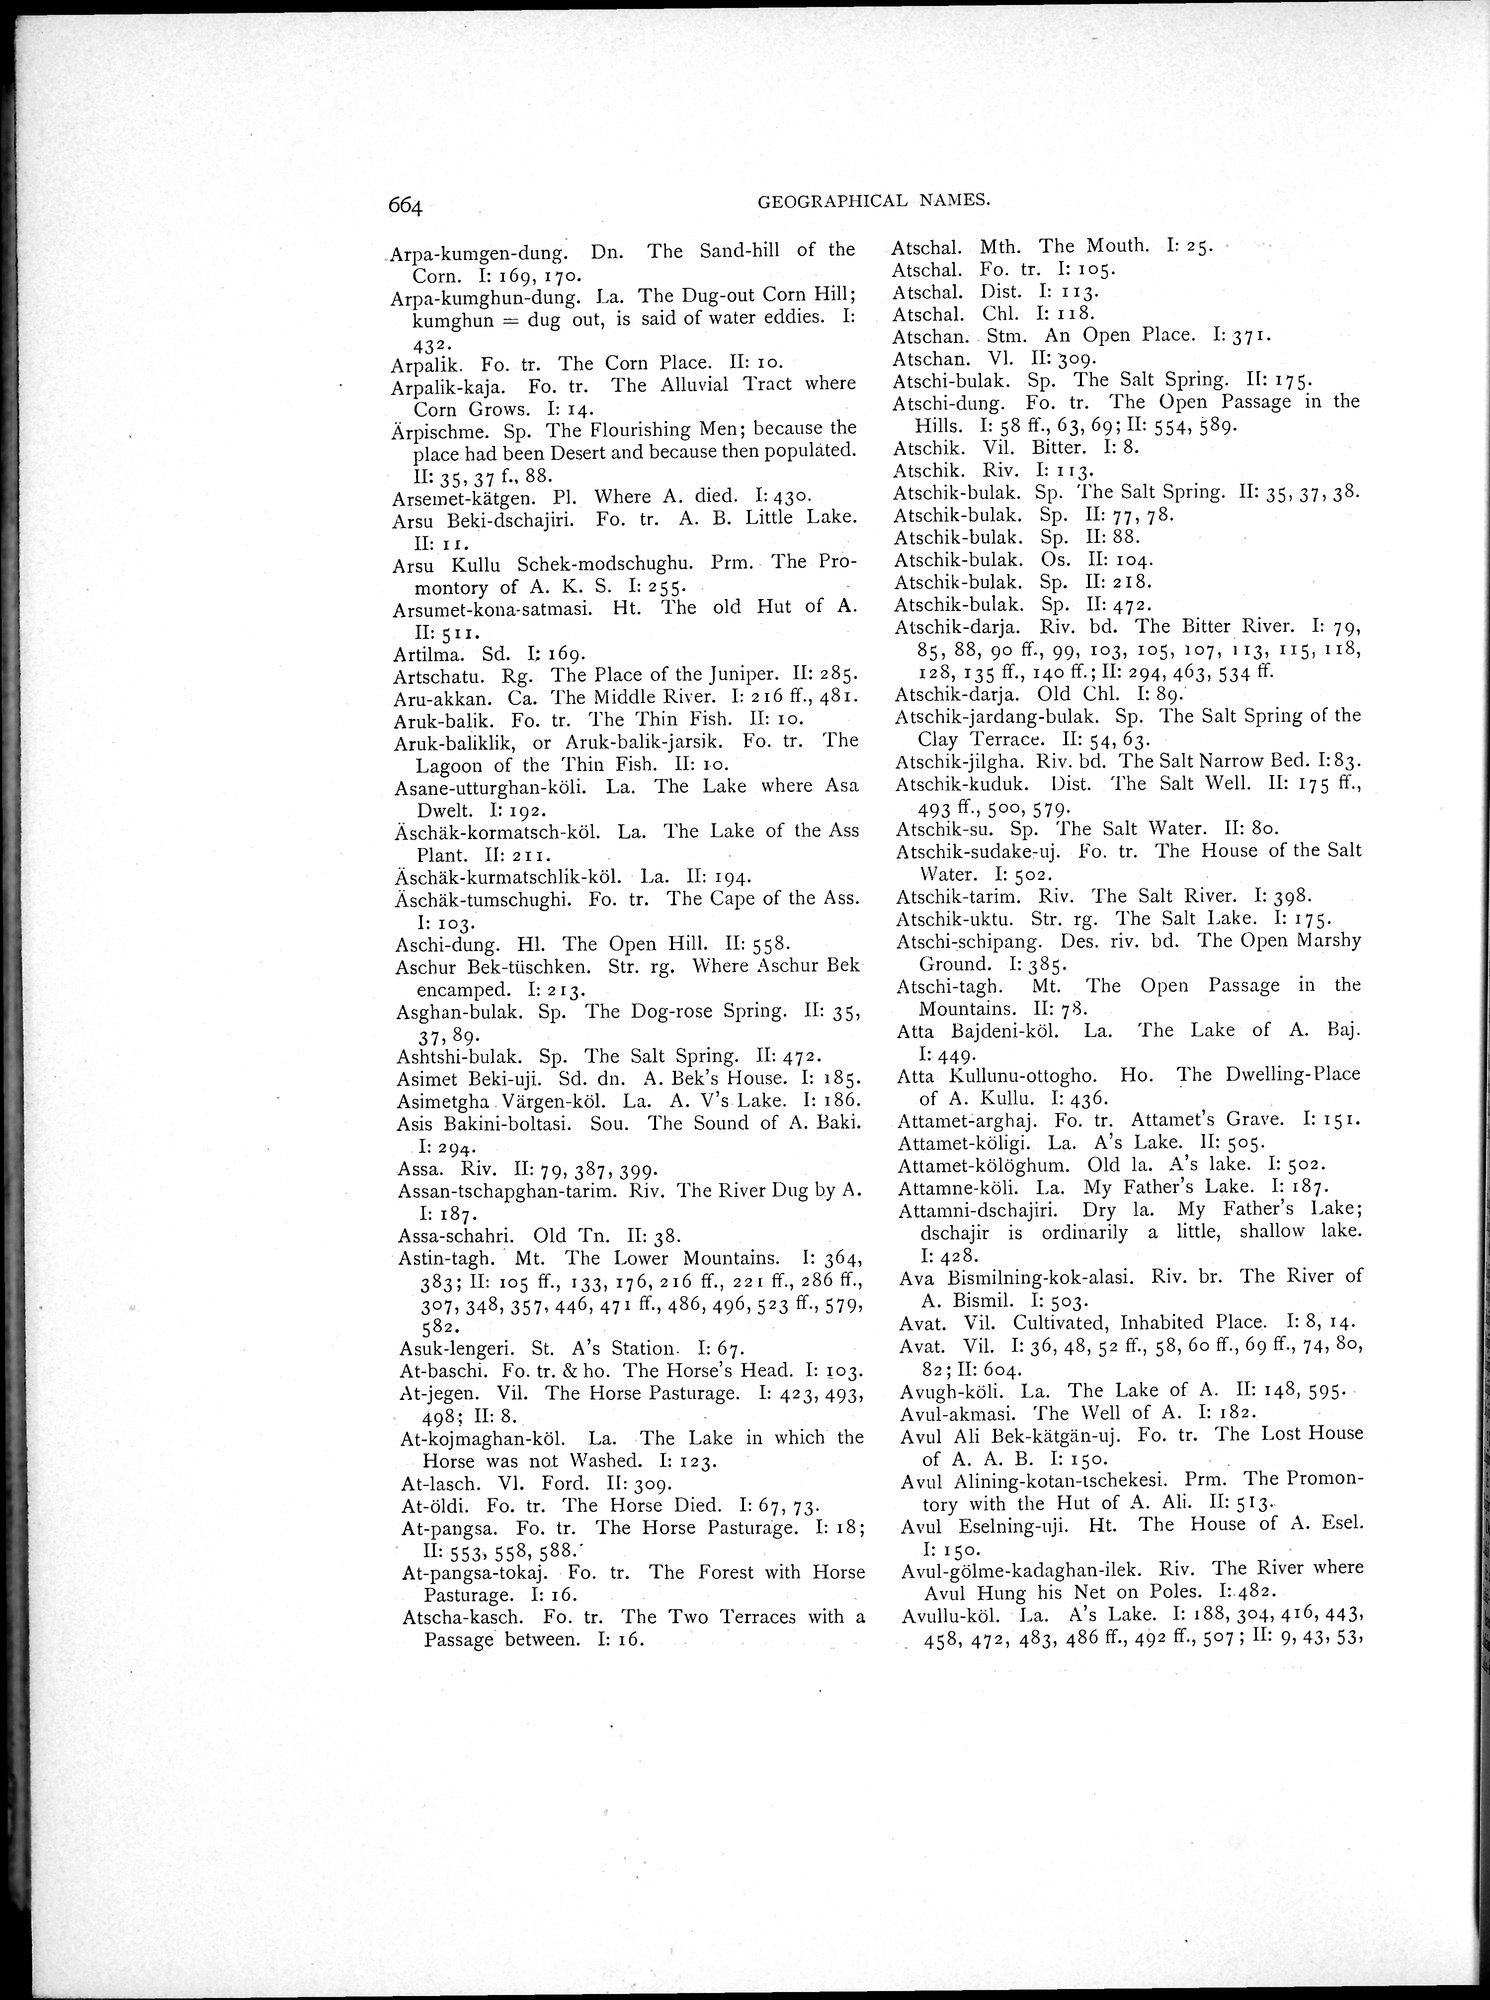 664
GEOGRAPHICAL NAMES.
Arpa-kumgen-dung. Dn. The Sand-hill of the
Corn. I: 169, 170.
Arpa-kumghun-dung. La. The Dug-out Corn Hill;
kumghun = dug out, is said of water eddies. I:
432.
Arpalik. Fo. tr. The Corn Place. II: 10.
Arpalik-kaja. Fo. tr. The Alluvial Tract where
Corn Grows. I: 14.
Ärpischme. Sp. The Flourishing Men; because the
place had been Desert and because then populated.
II: 35, 37 f., 88.
Arsemet-kätgen. Pl. Where A. died. I: 430.
Arsu Beki-dschajiri. Fo. tr. A. B. Little Lake.
II: 11.
Arsu Kullu Schek-modschughu. Prm. The Pro-
montory of A. K. S. I: 255.
Arsumet-kona-satmasi. Ht. The old Hut of A.
II: 511.
Artilma. Sd. I: 169.
Artschatu. Rg. The Place of the Juniper. II: 285.
Aru-akkan. Ca. The Middle River. I: 216 ff., 481.
Aruk-balik. Fo. tr. The Thin Fish. II: 10.
Aruk-baliklik, or Aruk-balik-jarsik. Fo. tr. The
Lagoon of the Thin Fish. II: 10.
Asane-utturghan-köli. La. The Lake where Asa
Dwelt. I: 192.
Äschäk-kormatsch-köl. La. The Lake of the Ass
Plant. II: 211.
Äschäk-kurmatschlik-köl. La. II: 194.
Äschäk-tumschughi. Fo. tr. The Cape of the Ass.
I: 103.
Aschi-dung. Hl. The Open Hill. II: 558.
Aschur Bek-tüschken. Str. rg. Where Aschur Bek
encamped. I: 213.
Asghan-bulak. Sp. The Dog-rose Spring. II: 35,
37, 89.
Ashtshi-bulak. Sp. The Salt Spring. II: 472.
Asimet Beki-uji. Sd. dn. A. Bek's House. I: 185.
Asimetgha Värgen-köl. La. A. V's Lake. I: 186.
Asis Bakini-boltasi. Sou. The Sound of A. Baki.
I: 294.
Assa. Riv. II: 79, 387, 399.
Assan-tschapghan-tarim. Riv. The River Dug by A.
I: 187.
Assa-schahri. Old Tn. II: 38.
Astin-tagh. Mt. The Lower Mountains. I: 364,
383; II: 105 ff., 133, 176, 216 ff., 221 ff., 286 ff.,
307, 348, 357, 446, 471 ff., 486, 496, 523 ff., 579,
582.
Asuk-lengeri. St. A's Station. I: 67.
At-baschi. Fo. tr. & ho. The Horse's Head. I: 103.
At-jegen. Vil. The Horse Pasturage. I: 423, 493,
498; II: 8.
At-kojmaghan-köl. La. The Lake in which the
Horse was not Washed. I: 123.
At-lasch. Vl. Ford. II: 309.
At-öldi. Fo. tr. The Horse Died. I: 67, 73.
At-pangsa. Fo. tr. The Horse Pasturage. I: 18;
II: 553, 558, 588.
At-pangsa-tokaj. Fo. tr. The Forest with Horse
Pasturage. I: 16.
Atscha-kasch. Fo. tr. The Two Terraces with a
Passage between. I: 16.
Atschal. Mth. The Mouth. I: 25.
Atschal. Fo. tr. I: 105.
Atschal. Dist. I: 113.
Atschal. Chl. I: 118.
Atschan. Stm. An Open Place. I: 371.
Atschan. Vl. II: 309.
Atschi-bulak. Sp. The Salt Spring. II: 175.
Atschi-dung. Fo. tr. The Open Passage in the
Hills. I: 58 ff., 63, 69; II: 554, 589.
Atschik. Vil. Bitter. I: 8.
Atschik. Riv. I: 113.
Atschik-bulak. Sp. The Salt Spring. II: 35, 37, 38.
Atschik-bulak. Sp. II: 77, 78.
Atschik-bulak. Sp. II: 88.
Atschik-bulak. Os. II: 104.
Atschik-bulak. Sp. II: 218.
Atschik-bulak. Sp. II: 472.
Atschik-darja. Riv. bd. The Bitter River. I: 79,
85, 88, 90 ff., 99, 103, 105, 107, 113, 115, 118,
128, 135 ff., 140 ff.; II: 294, 463, 534 ff.
Atschik-darja. Old Chl. I: 89.
Atschik-jardang-bulak. Sp. The Salt Spring of the
Clay Terrace. II: 54, 63.
Atschik-jilgha. Riv. bd. The Salt Narrow Bed. I: 83.
Atschik-kuduk. Dist. The Salt Well. II: 175 ff.,
493 ff., 500, 579.
Atschik-su. Sp. The Salt Water. II: 80.
Atschik-sudake-uj. Fo. tr. The House of the Salt
Water. I: 502.
Atschik-tarim. Riv. The Salt River. I: 398.
Atschik-uktu. Str. rg. The Salt Lake. I: 175.
Atschi-schipang. Des. riv. bd. The Open Marshy
Ground. I: 385.
Atschi-tagh. Mt. The Open Passage in the
Mountains. II: 78.
Atta Bajdeni-köl. La. The Lake of A. Baj.
I: 449.
Atta Kullunu-ottogho. Ho. The Dwelling-Place
of A. Kullu. I: 436.
Attamet-arghaj. Fo. tr. Attamet's Grave. I: 151.
Attamet-köligi. La. A's Lake. II: 505.
Attamet-kölöghum. Old la. A's lake. I: 502.
Attamne-köli. La. My Father's Lake. I: 187.
Attamni-dschajiri. Dry la. My Father's Lake;
dschajir is ordinarily a little, shallow lake.
I: 428.
Ava Bismilning-kok-alasi. Riv. br. The River of
A. Bismil. I: 503.
Avat. Vil. Cultivated, Inhabited Place. I: 8, 14.
Avat. Vil. I: 36, 48, 52 ff., 58, 60 ff., 69 ff., 74, 80,
82; II: 604.
Avugh-köli. La. The Lake of A. II: 148, 595.
Avul-akmasi. The Well of A. I: 182.
Avul Ali Bek-kätgän-uj. Fo. tr. The Lost House
of A. A. B. I: 150.
Avul Alining-kotan-tschekesi. Prm. The Promon-
tory with the Hut of A. Ali. II: 513.
Avul Eselning-uji. Ht. The House of A. Esel.
I: 150.
Avul-gölme-kadaghan-ilek. Riv. The River where
Avul Hung his Net on Poles. I: 482.
Avullu-köl. La. A's Lake. I: 188, 304, 416, 443,
458, 472, 483, 486 ff., 492 ff., 507; II: 9, 43, 53,